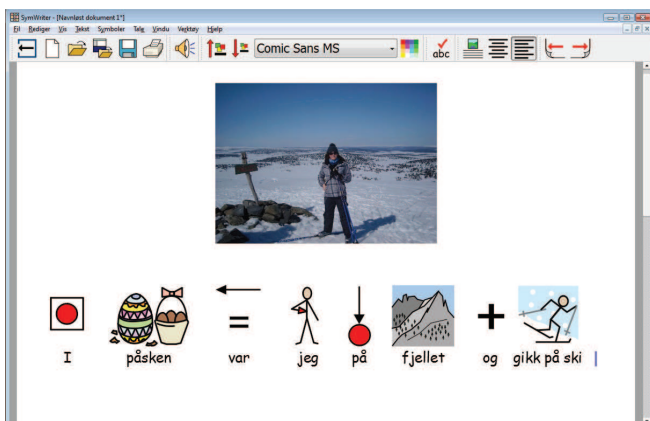 SymWriter - [Navnløst dokument 1*]
Fil Rediger Vis Tekst Symboler Talg Vindu Verktøy Hjelp
Comic Sans MS
abc
I påsken var jeg på fjellet og gikk på ski